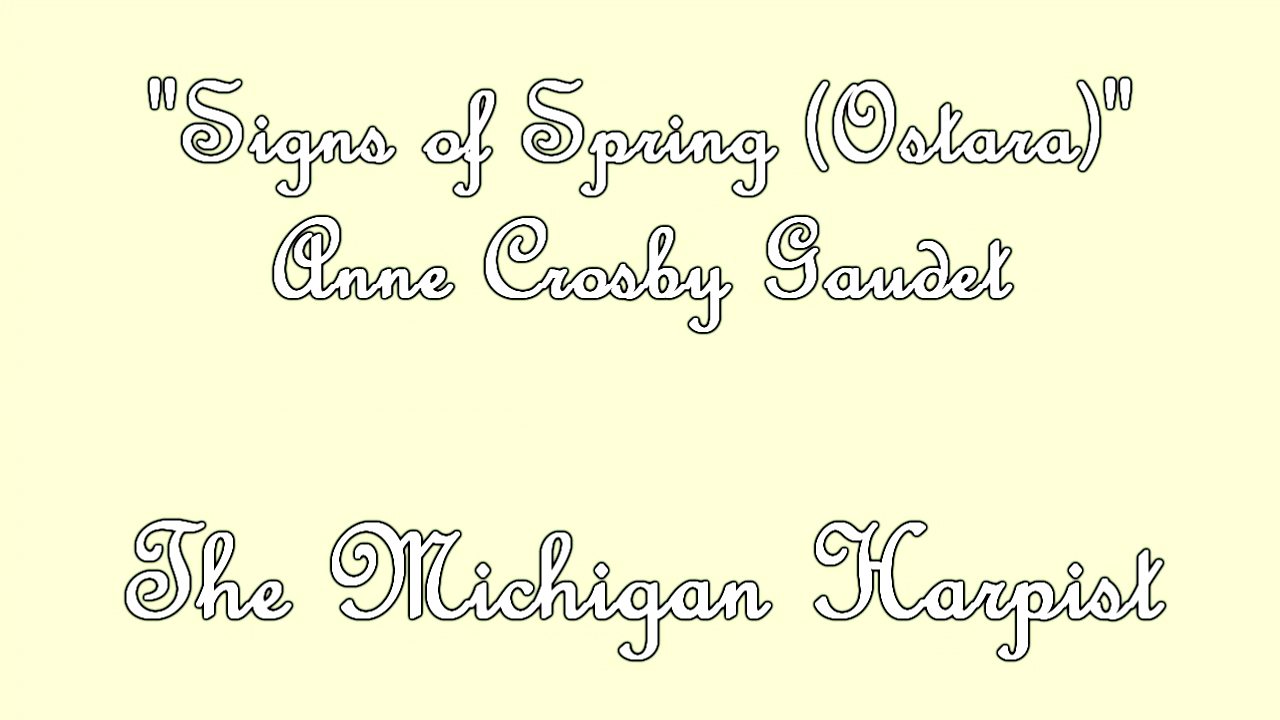 "Signs of Spring (Ostara)"
Anne Crosby Gaudet
The Michigan Harpist